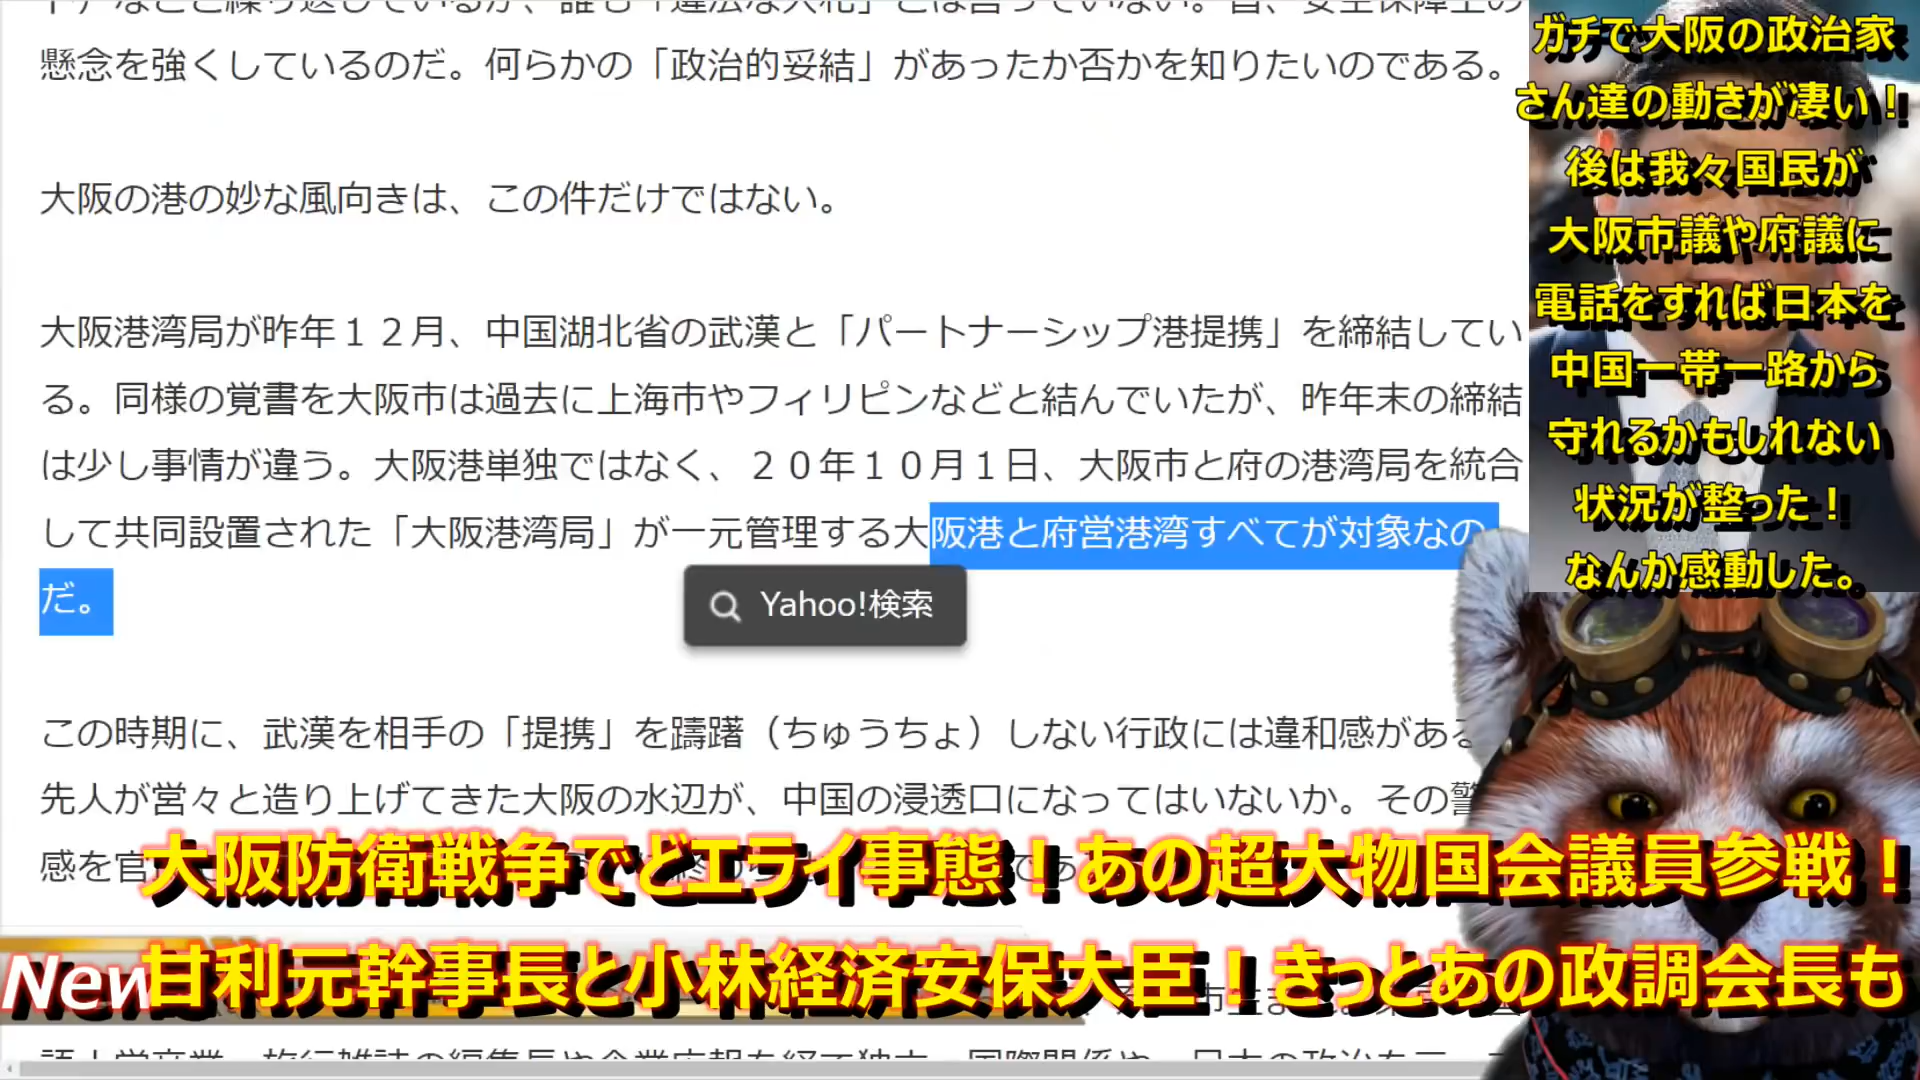 懸念を強くしているのだ。何らかの「政治的妥結」があったか否かを知りたいのである。
大阪の港の妙な風向きは、この件だけではない。
大阪港湾局が昨年１２月、中国湖北省の武漢と「パートナーシップ港提携」を締結してい
る。同様の覚書を大阪市は過去に上海市やフィリピンなどと結んでいたが、昨年末の締結
は少し事情が違う。大阪港単独ではなく、２０年１０月１日、大阪市と府の港湾局を統合
して共同設置された「大阪港湾局」が一元管理する大阪港と府営港湾すべてが対象なの
だ。
Yahoo!検索
この時期に、武漢を相手の「提携」を躊躇（ちゅうちょ）しない行政には違和感がある
先人が営々と造り上げてきた大阪の水辺が、中国の浸透口になってはいないか。その警
感を官
ガチで大阪の政治家
さん達の動きが凄い！
後は我々国民が
大阪市議や府議に
電話をすれば日本を
中国一帯一路から
守れるかもしれない
状況が整った！
なんか感動した。
大阪防衛戦争でどエライ事態！あの超大物国会議員参戦！
New
甘利元幹事長と小林経済安保大臣！きっとあの政調会長も